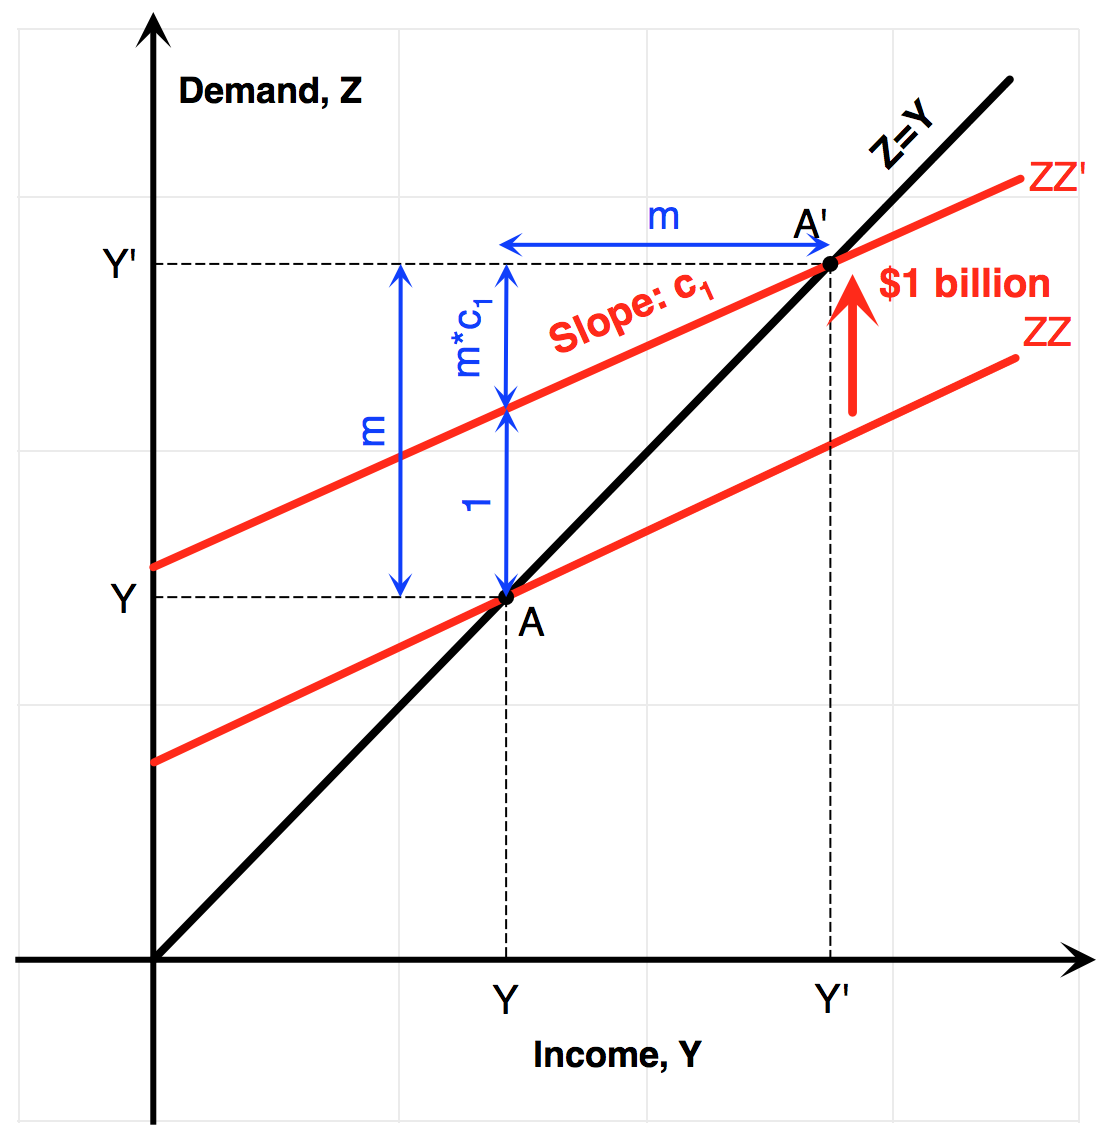 Demand, Z
Z=Y
ZZ'
A'
m
Y'
$1 billion
Slope: c₁
m*c₁
ZZ
m
1
Y
A
Y
Y'
Income, Y